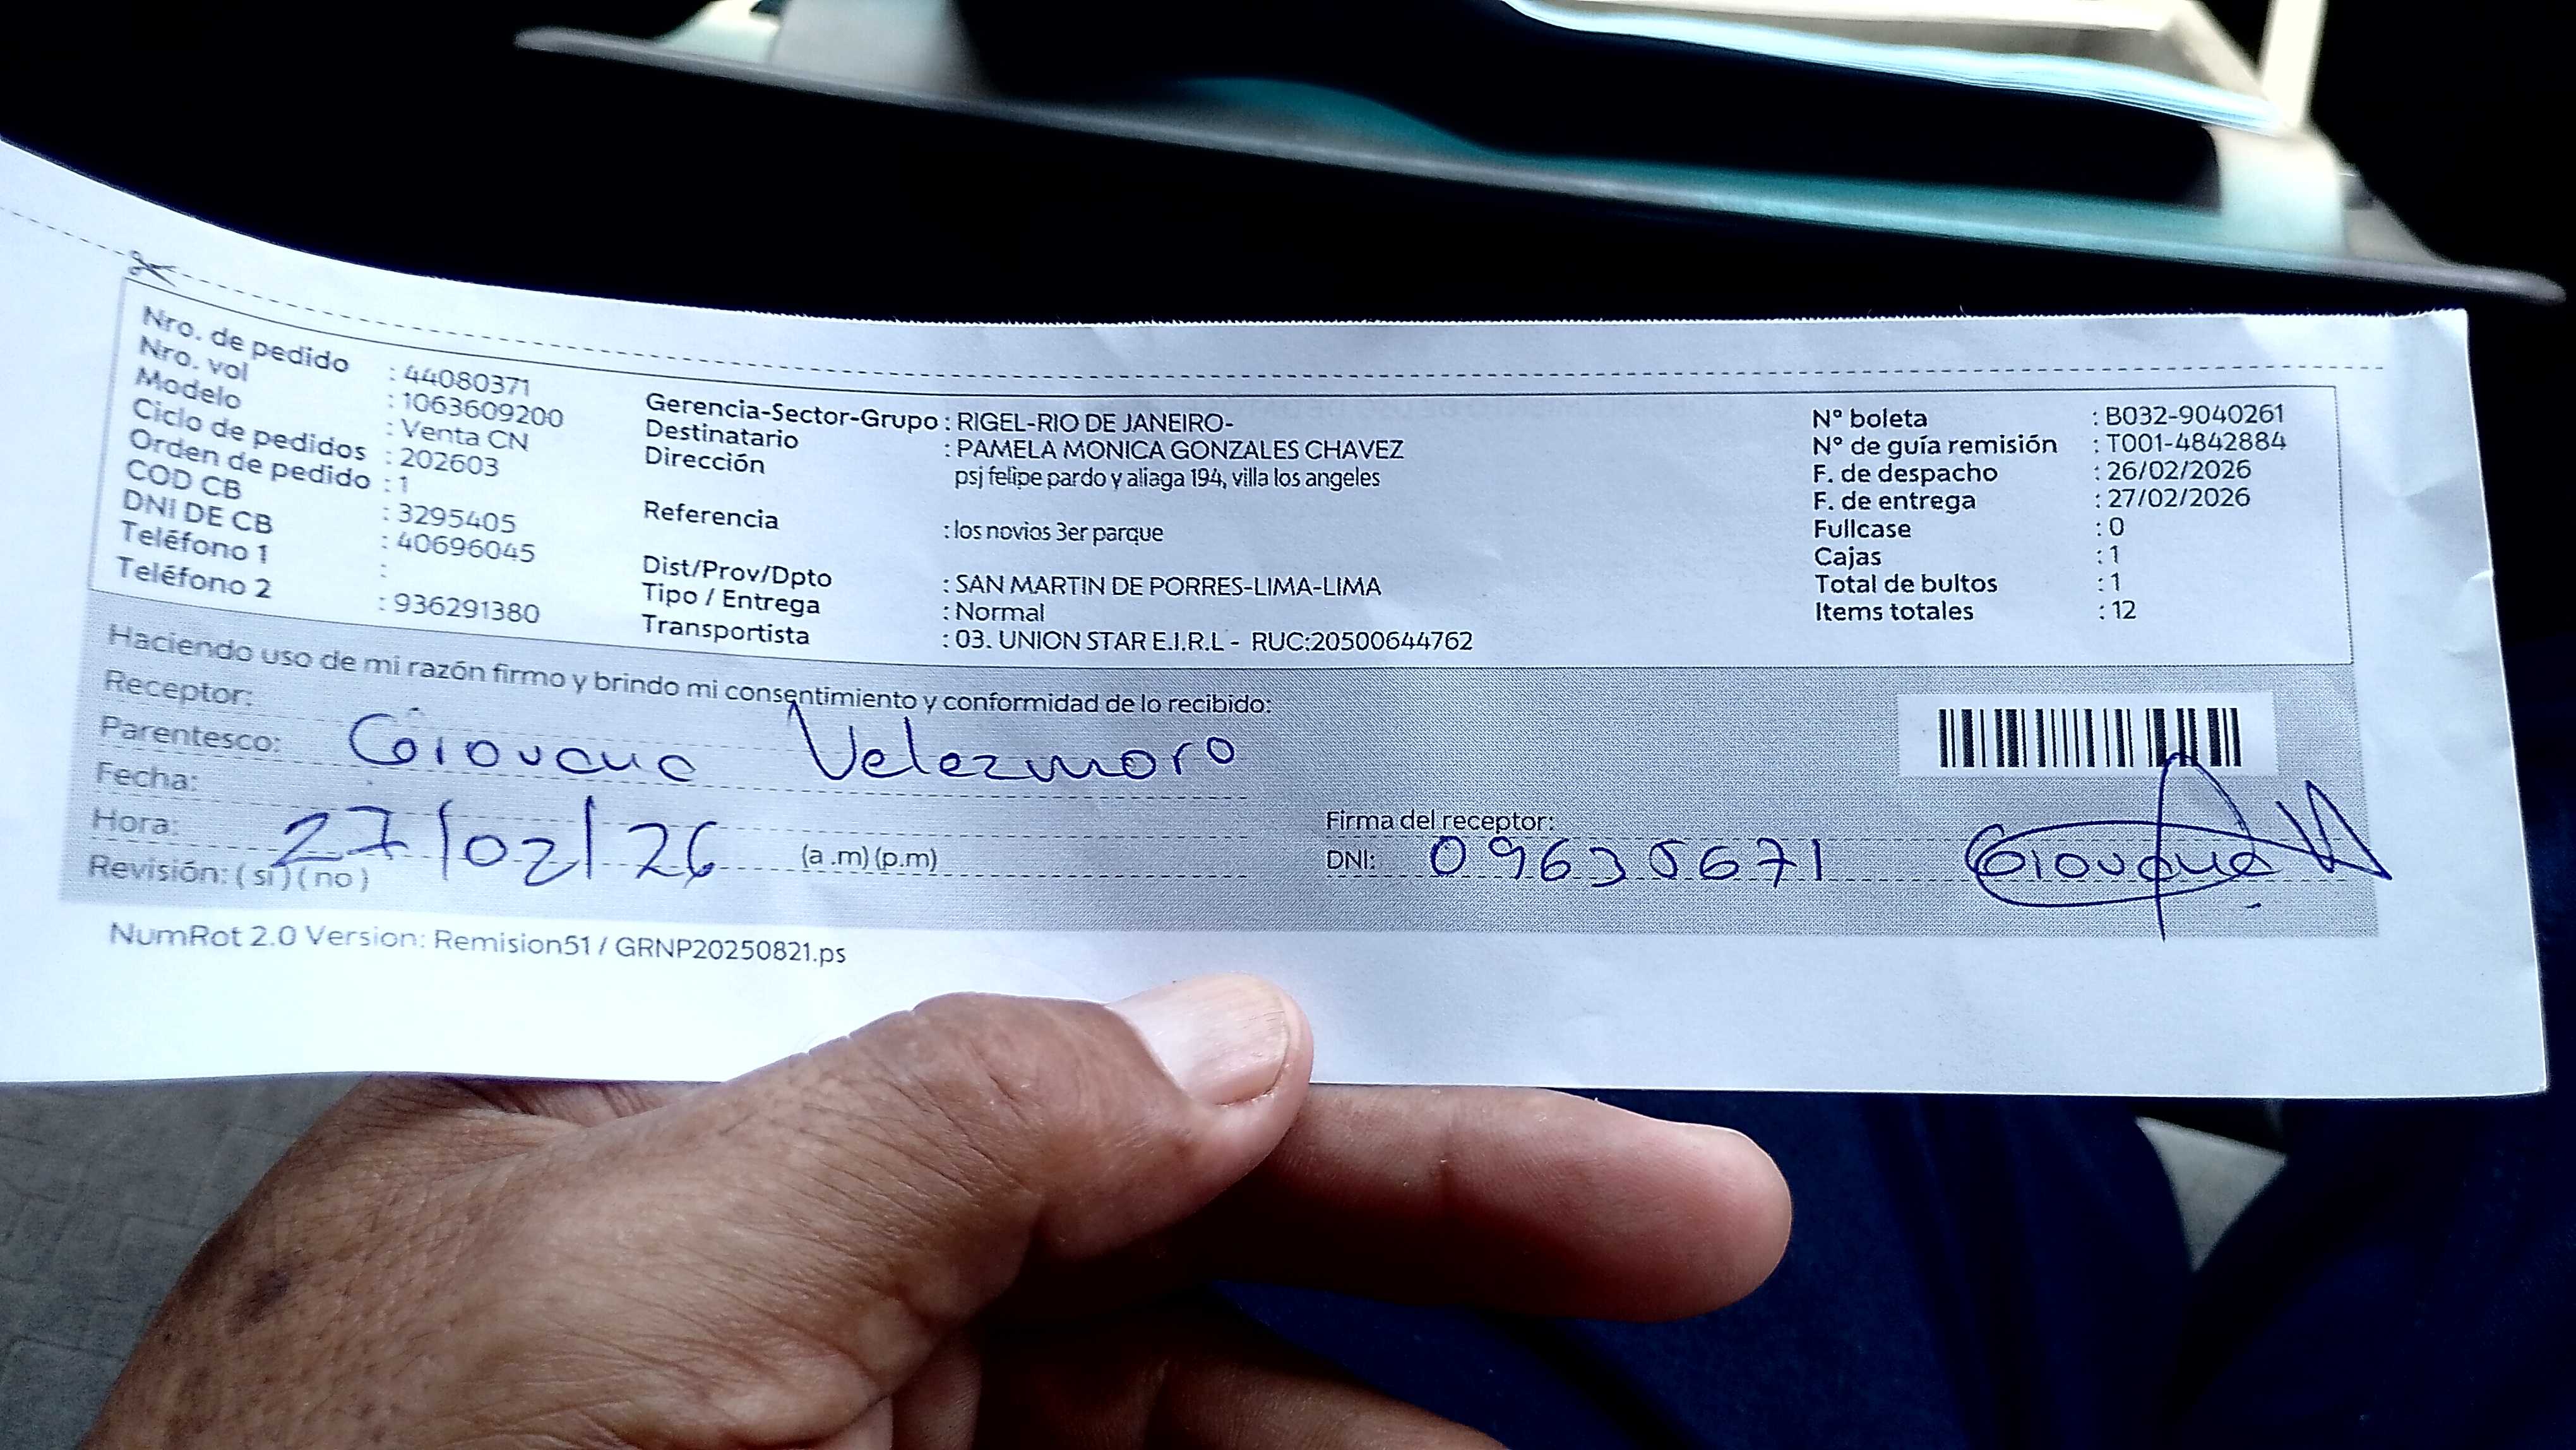 Nro. de pedido : 44080371
Nro. vol : 1063609200
Modelo : Venta CN
Ciclo de pedidos : 202603
Orden de pedido : 1
COD CB : 3295405
DNI DE CB : 40696045
Teléfono 1 :
Teléfono 2 : 936291380
Gerencia-Sector-Grupo : RIGEL-RIO DE JANEIRO-
Destinatario : PAMELA MONICA GONZALES CHAVEZ
Dirección psj felipe pardo y aliaga 194, villa los angeles
Referencia : los novios 3er parque
Dist/Prov/Dpto : SAN MARTIN DE PORRES-LIMA-LIMA
Tipo / Entrega : Normal
Transportista : 03. UNION STAR E.I.R.L - RUC:20500644762
N° boleta : B032-9040261
N° de guía remisión : T001-4842884
F. de despacho : 26/02/2026
F. de entrega : 27/02/2026
Fullcase : 0
Cajas : 1
Total de bultos : 1
Items totales : 12
Haciendo uso de mi razón firmo y brindo mi consentimiento y conformidad de lo recibido:
Receptor:
Parentesco: Giovana Velezmoro
Fecha:
Hora: 27/02/26 (a .m) (p.m)
Revisión: ( si ) ( no )
Firma del receptor:
DNI: 09635671 Giovana
NumRot 2.0 Version: Remision51 / GRNP20250821.ps